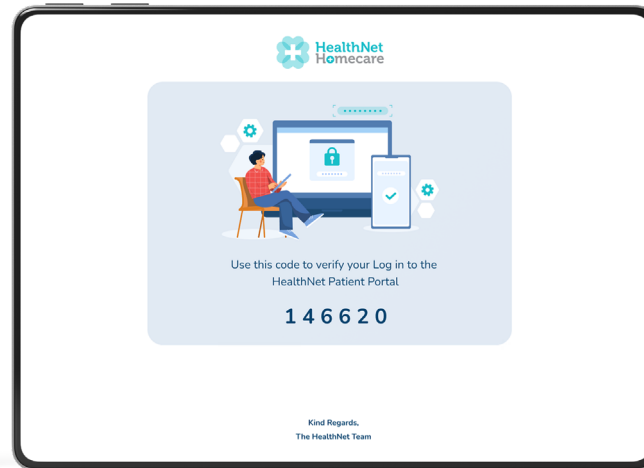 HealthNet
Homecare
Use this code to verify your Log in to the
HealthNet Patient Portal
146620
Kind Regards,
The HealthNet Team